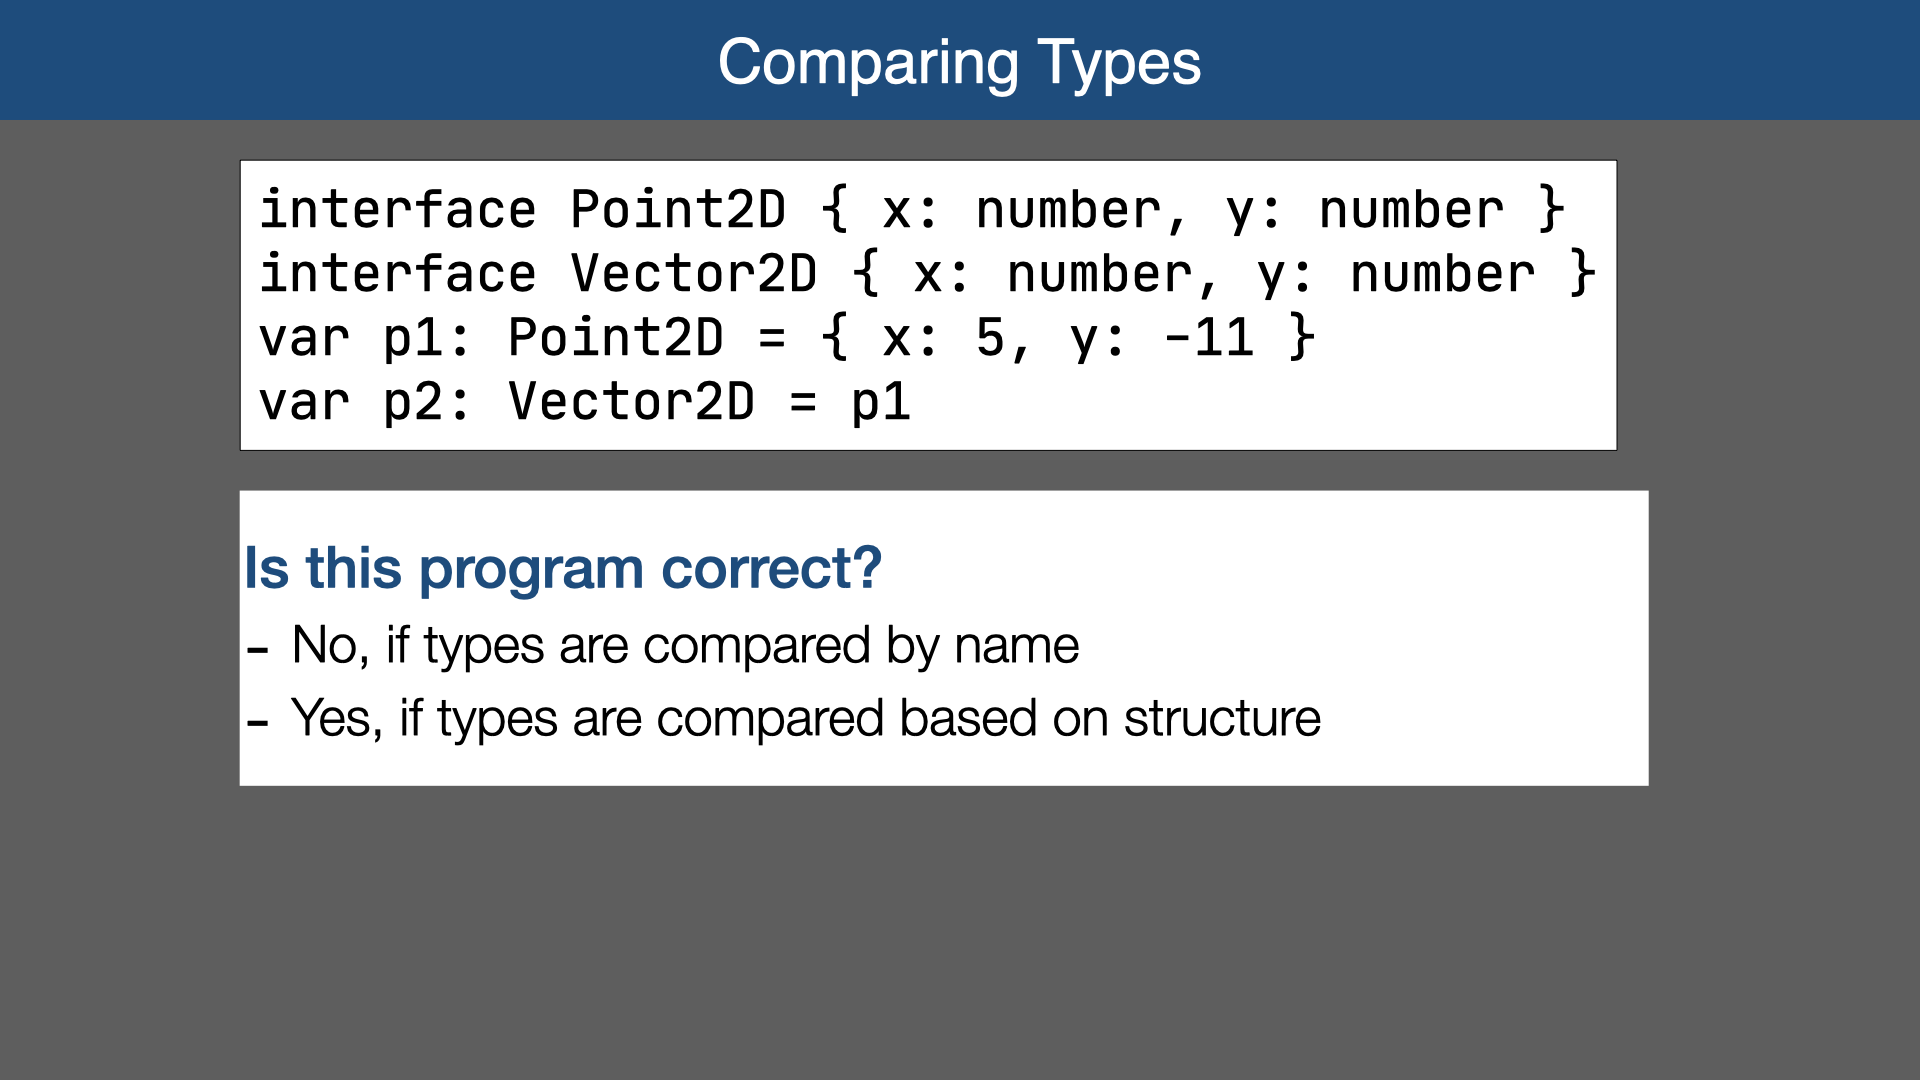 Comparing Types
interface Point2D { x: number, y: number }
interface Vector2D { x: number, y: number }
var p1: Point2D = { x: 5, y: -11 }
var p2: Vector2D = p1
Is this program correct?
- No, if types are compared by name
- Yes, if types are compared based on structure